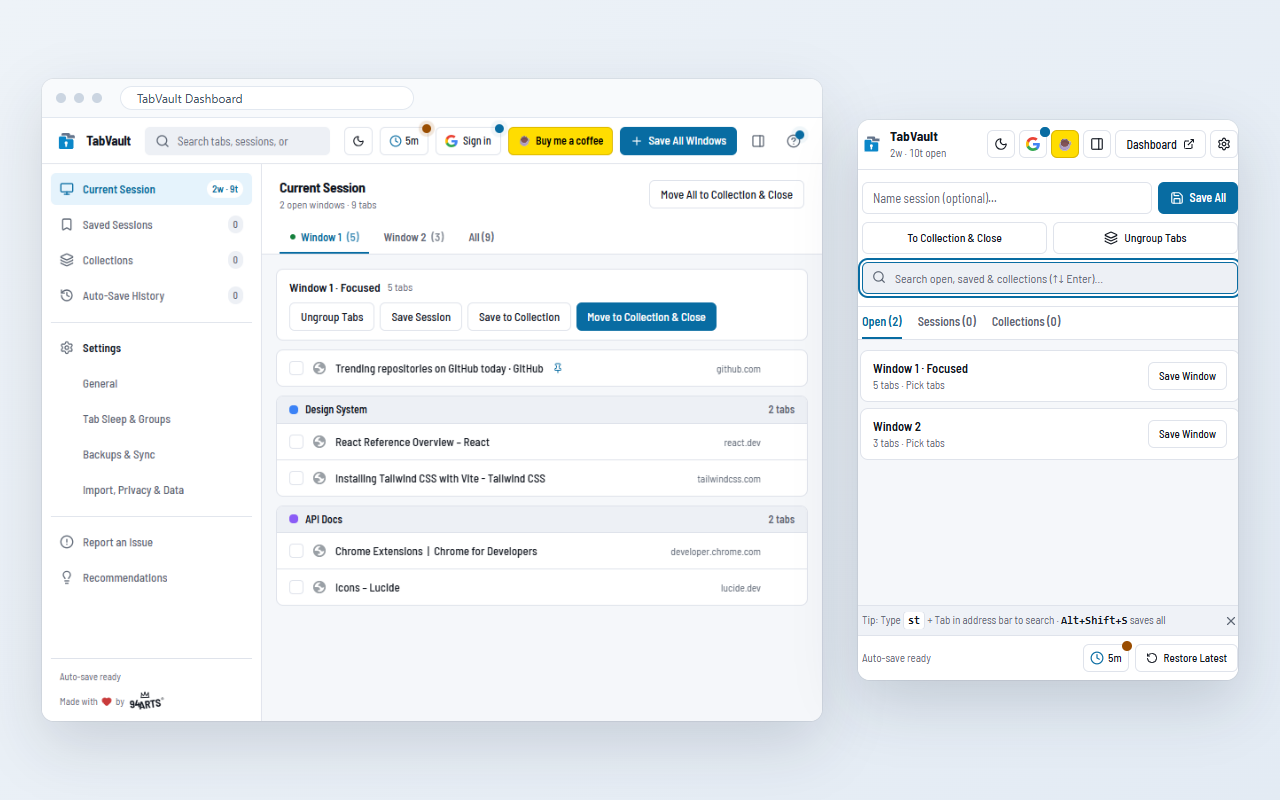 TabVault Dashboard
TabVault
Search tabs, sessions, or
5m
Sign in
Buy me a coffee
Save All Windows
Current Session
2w · 9t
Saved Sessions
0
Collections
0
Auto-Save History
0
Settings
General
Tab Sleep & Groups
Backups & Sync
Import, Privacy & Data
Report an Issue
Recommendations
Auto-save ready
Made with by 94ARTS
Current Session
2 open windows · 9 tabs
Move All to Collection & Close
Window 1 (5)
Window 2 (3)
All (9)
Window 1 · Focused 5 tabs
Ungroup Tabs
Save Session
Save to Collection
Move to Collection & Close
Trending repositories on GitHub today · GitHub
github.com
Design System
2 tabs
React Reference Overview – React
react.dev
Installing Tailwind CSS with Vite - Tailwind CSS
tailwindcss.com
API Docs
2 tabs
Chrome Extensions | Chrome for Developers
developer.chrome.com
Icons – Lucide
lucide.dev
TabVault
2w · 10t open
Dashboard
Name session (optional)...
Save All
To Collection & Close
Ungroup Tabs
Search open, saved & collections (↑↓ Enter)...
Open (2)
Sessions (0)
Collections (0)
Window 1 · Focused
5 tabs · Pick tabs
Save Window
Window 2
3 tabs · Pick tabs
Save Window
Tip: Type st + Tab in address bar to search · Alt+Shift+S saves all
Auto-save ready
5m
Restore Latest